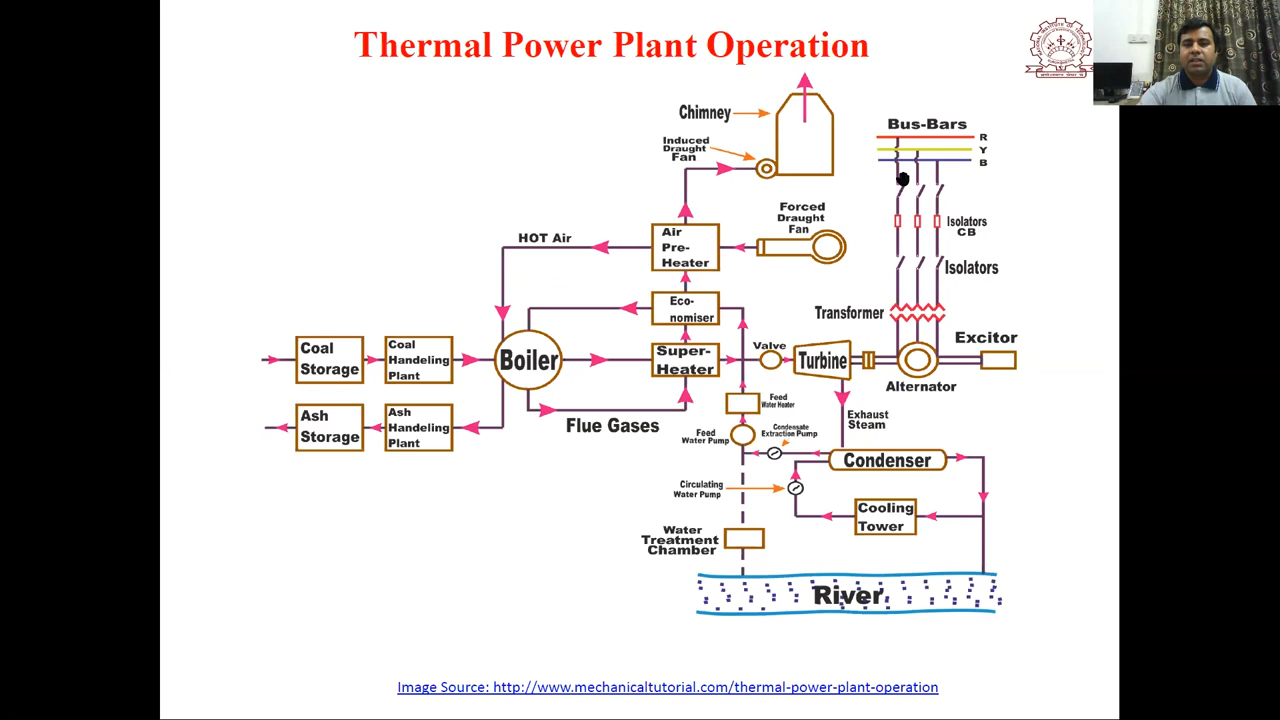 Thermal Power Plant Operation
Chimney
Induced
Draught
Fan
Bus-Bars
R
Y
B
Forced
Draught
Fan
Isolators
CB
Isolators
HOT Air
Air
Pre-
Heater
Eco-
nomiser
Transformer
Coal
Storage
Coal
Handeling
Plant
Boiler
Super-
Heater
Valve
Turbine
Excitor
Alternator
Ash
Storage
Ash
Handeling
Plant
Flue Gases
Feed
Water Heater
Exhaust
Steam
Feed
Water Pump
Condensate
Extraction Pump
Condenser
Circulating
Water Pump
Cooling
Tower
Water
Treatment
Chamber
River
Image Source: http://www.mechanicaltutorial.com/thermal-power-plant-operation